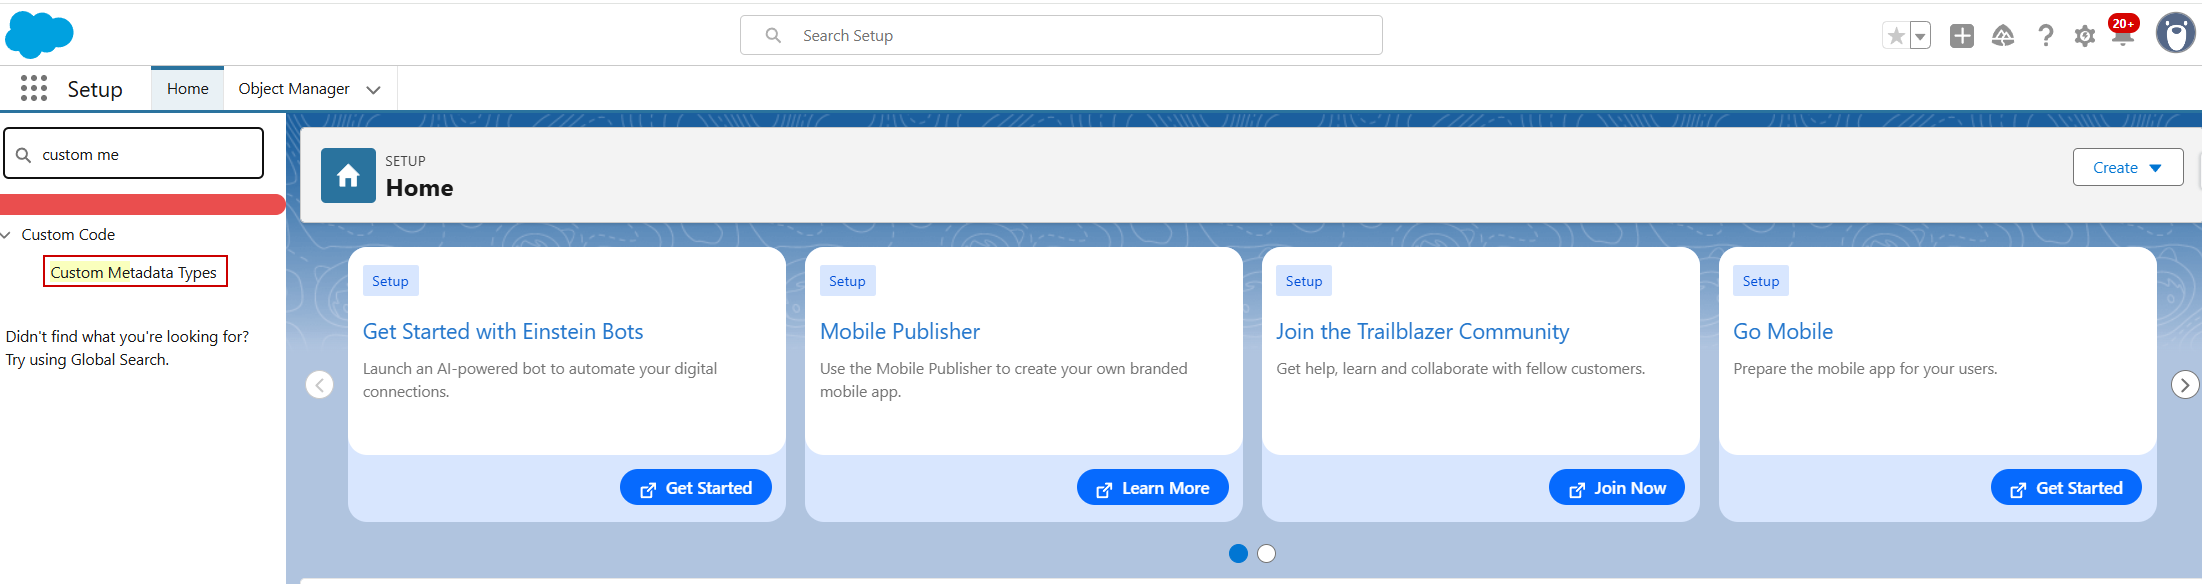 Search Setup
20+
Setup
Home
Object Manager
custom me
Custom Code
Custom Metadata Types
Didn't find what you're looking for?
Try using Global Search.
SETUP
Home
Create
Setup
Get Started with Einstein Bots
Launch an AI-powered bot to automate your digital
connections.
Get Started
Setup
Mobile Publisher
Use the Mobile Publisher to create your own branded
mobile app.
Learn More
Setup
Join the Trailblazer Community
Get help, learn and collaborate with fellow customers.
Join Now
Setup
Go Mobile
Prepare the mobile app for your users.
Get Started